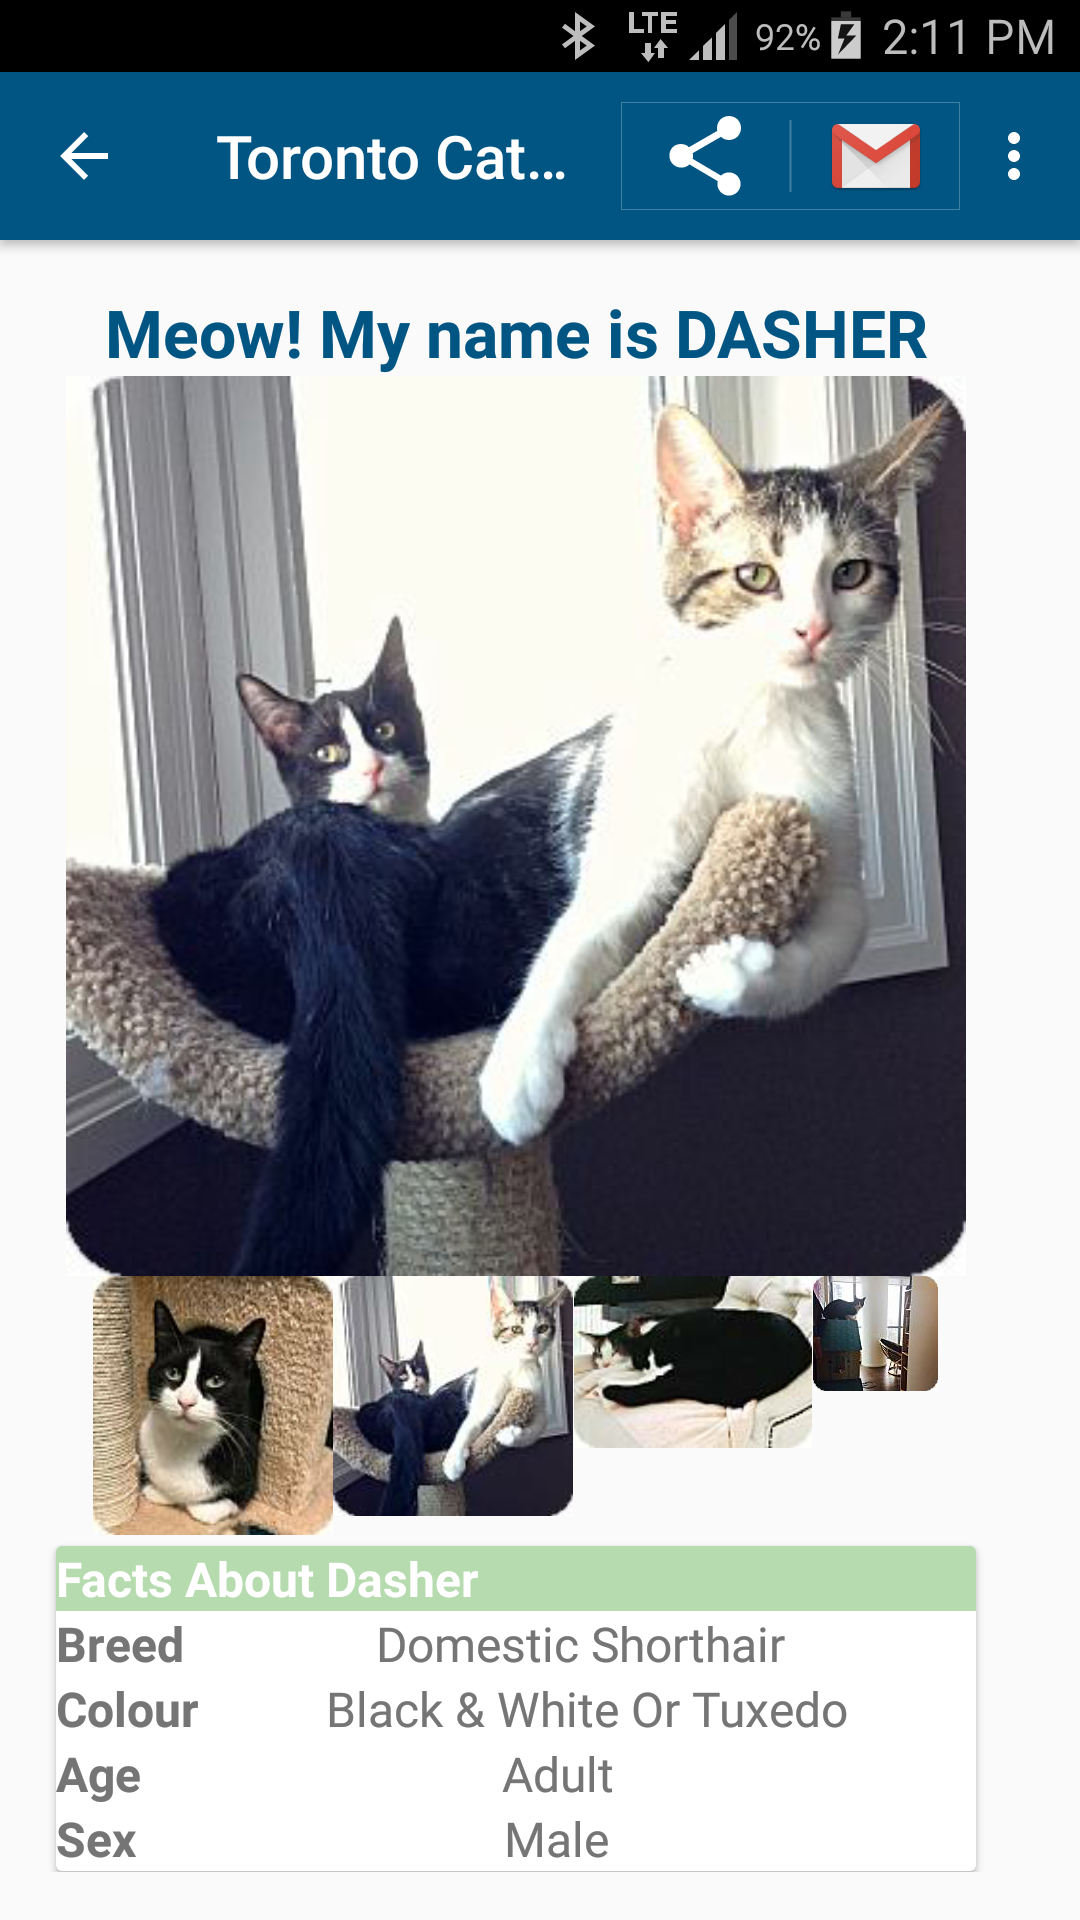 LTE 92% 2:11 PM
Toronto Cat...
Meow! My name is DASHER
Facts About Dasher
Breed Domestic Shorthair
Colour Black & White Or Tuxedo
Age Adult
Sex Male